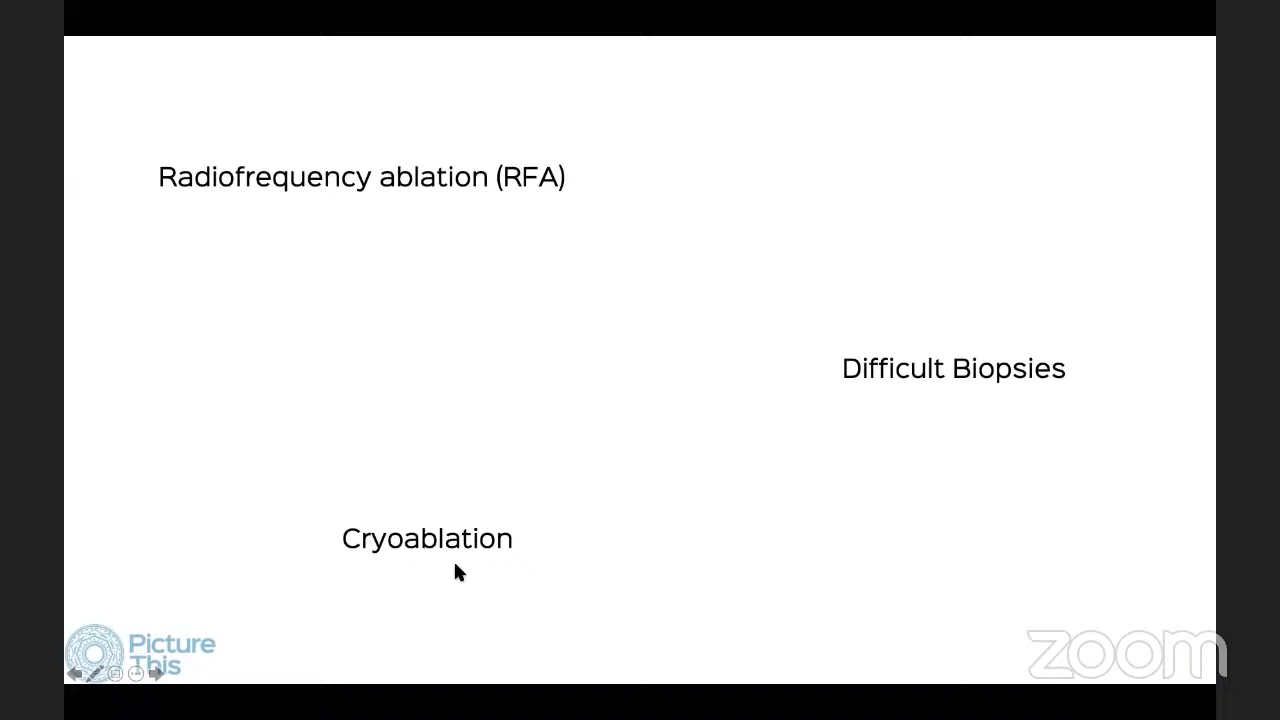 Radiofrequency ablation (RFA)
Difficult Biopsies
Cryoablation
Picture
This
zoom